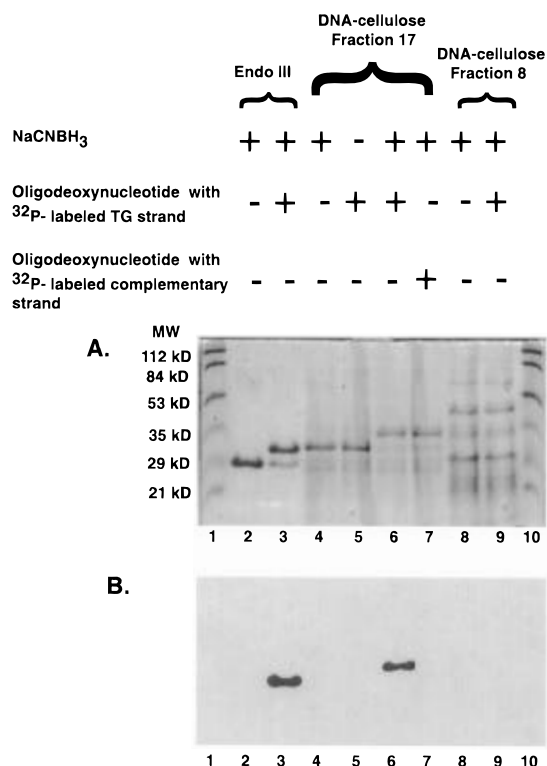 DNA-cellulose
Fraction 17
DNA-cellulose
Fraction 8
Endo III
NaCNBH3 + + + - + + + +
Oligodeoxynucleotide with
32P- labeled TG strand - + - + + - - +
Oligodeoxynucleotide with
32P- labeled complementary
strand - - - - - + - -
A.
MW
112 kD
84 kD
53 kD
35 kD
29 kD
21 kD
1 2 3 4 5 6 7 8 9 10
B.
1 2 3 4 5 6 7 8 9 10